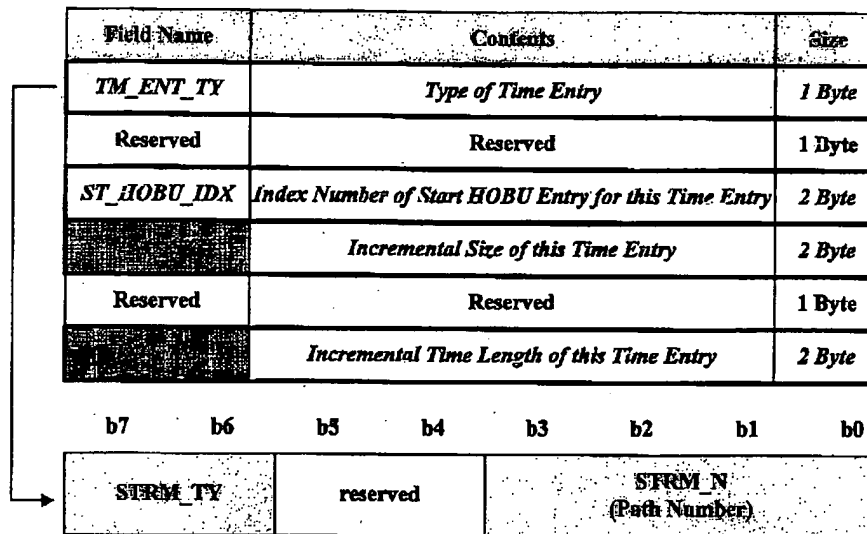 Field Name Contents Size
TM_ENT_TY Type of Time Entry 1 Byte
Reserved Reserved 1 Byte
ST_HOBU_IDX Index Number of Start HOBU Entry for this Time Entry 2 Byte
Incremental Size of this Time Entry 2 Byte
Reserved Reserved 1 Byte
Incremental Time Length of this Time Entry 2 Byte
b7 b6 b5 b4 b3 b2 b1 b0
STRM_TY reserved STRM_N
(Path Number)